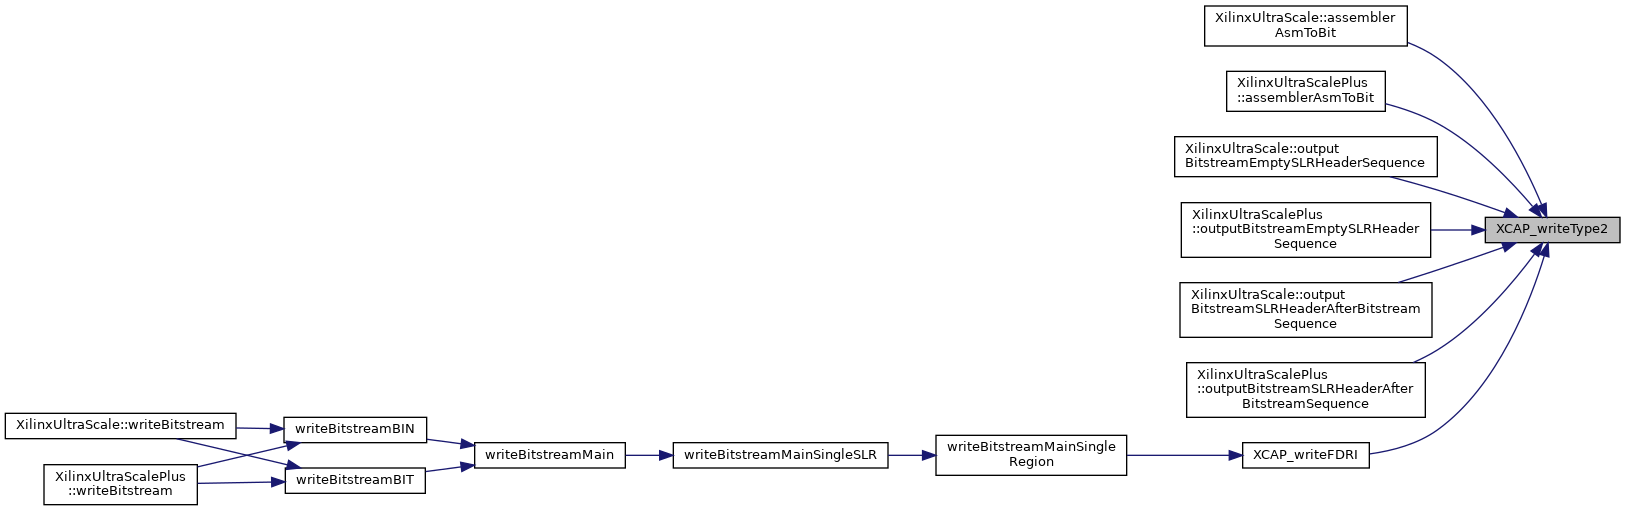 XilinxUltraScale::assembler
AsmToBit
XilinxUltraScalePlus
::assemblerAsmToBit
XilinxUltraScale::output
BitstreamEmptySLRHeaderSequence
XilinxUltraScalePlus
::outputBitstreamEmptySLRHeader
Sequence
XCAP_writeType2
XilinxUltraScale::output
BitstreamSLRHeaderAfterBitstream
Sequence
XilinxUltraScalePlus
::outputBitstreamSLRHeaderAfter
BitstreamSequence
XilinxUltraScale::writeBitstream
writeBitstreamBIN
writeBitstreamMain
writeBitstreamMainSingleSLR
writeBitstreamMainSingle
Region
XCAP_writeFDRI
XilinxUltraScalePlus
::writeBitstream
writeBitstreamBIT